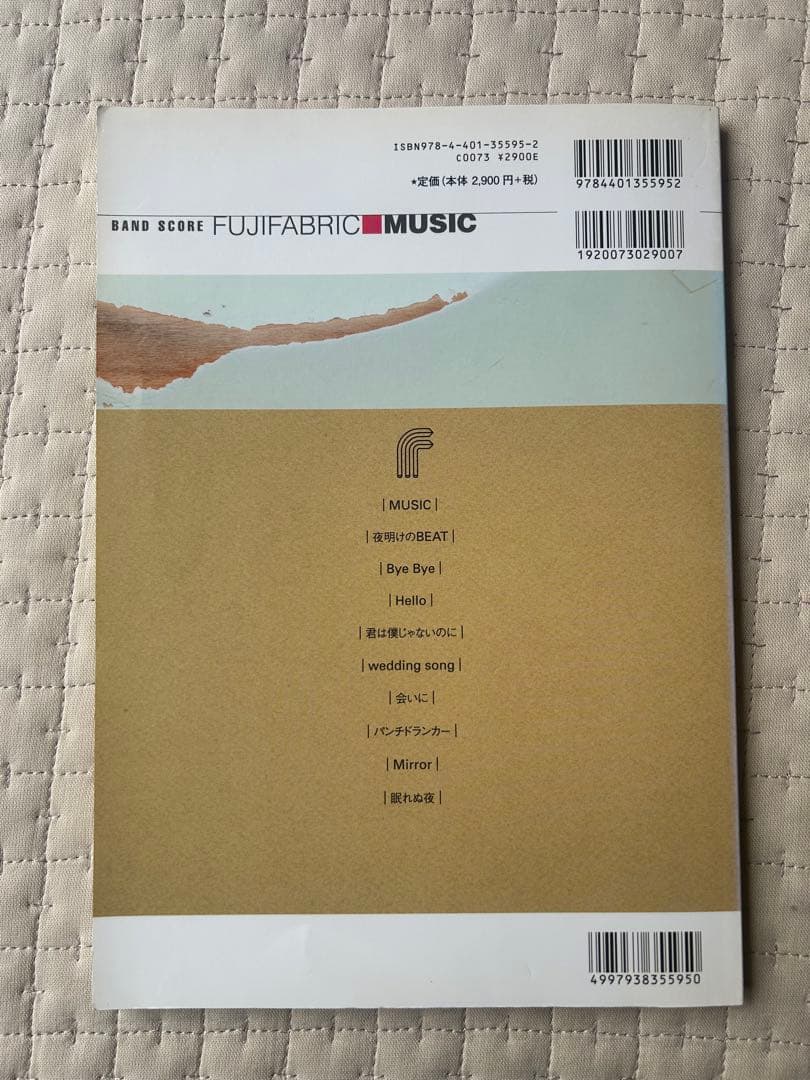 ISBN978-4-401-35595-2
C0073 ¥2900E
★定価(本体 2,900円+税)
9784401355952
BAND SCORE FUJIFABRIC■MUSIC
1920073029007
|MUSIC|
|夜明けのBEAT|
|Bye Bye|
|Hello|
|君は僕じゃないのに|
|wedding song|
|会いに|
|パンチドランカー|
|Mirror|
|眠れぬ夜|
4997938355950